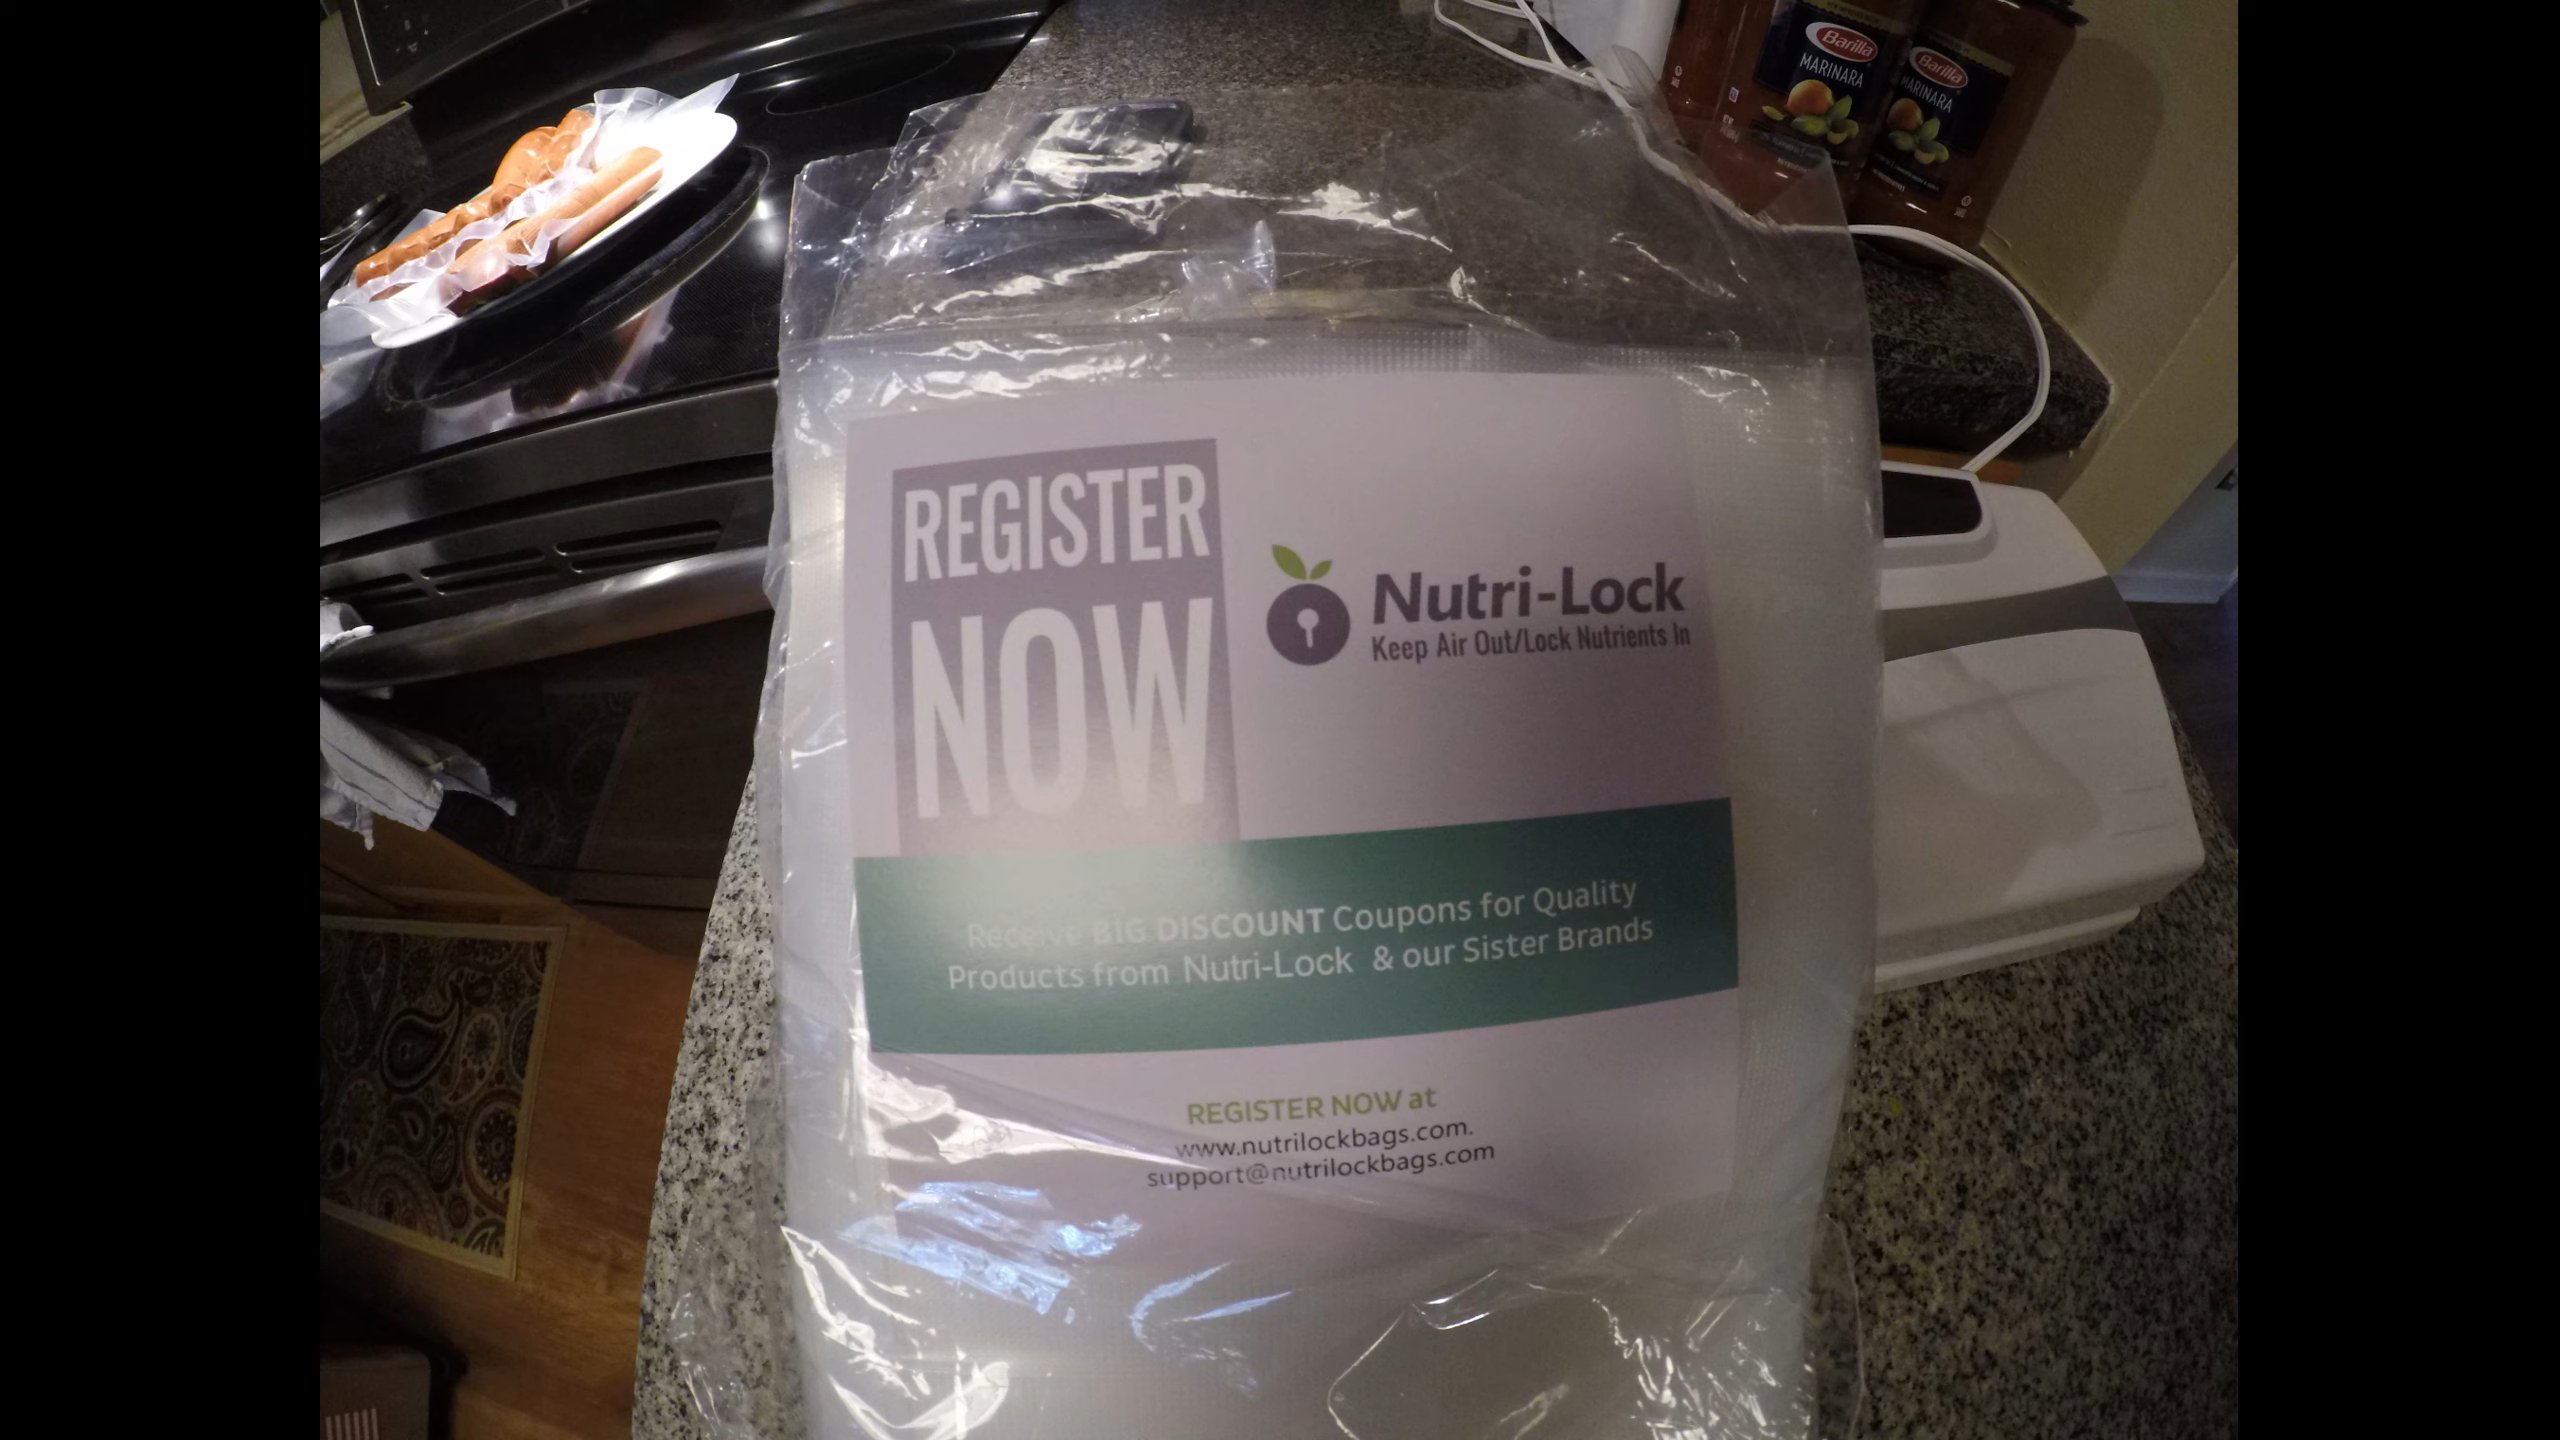 Barilla
MARINARA
Barilla
MARINARA
REGISTER
NOW
Nutri-Lock
Keep Air Out/Lock Nutrients In
Receive BIG DISCOUNT Coupons for Quality
Products from Nutri-Lock & our Sister Brands
REGISTER NOW at
www.nutrilockbags.com.
support@nutrilockbags.com